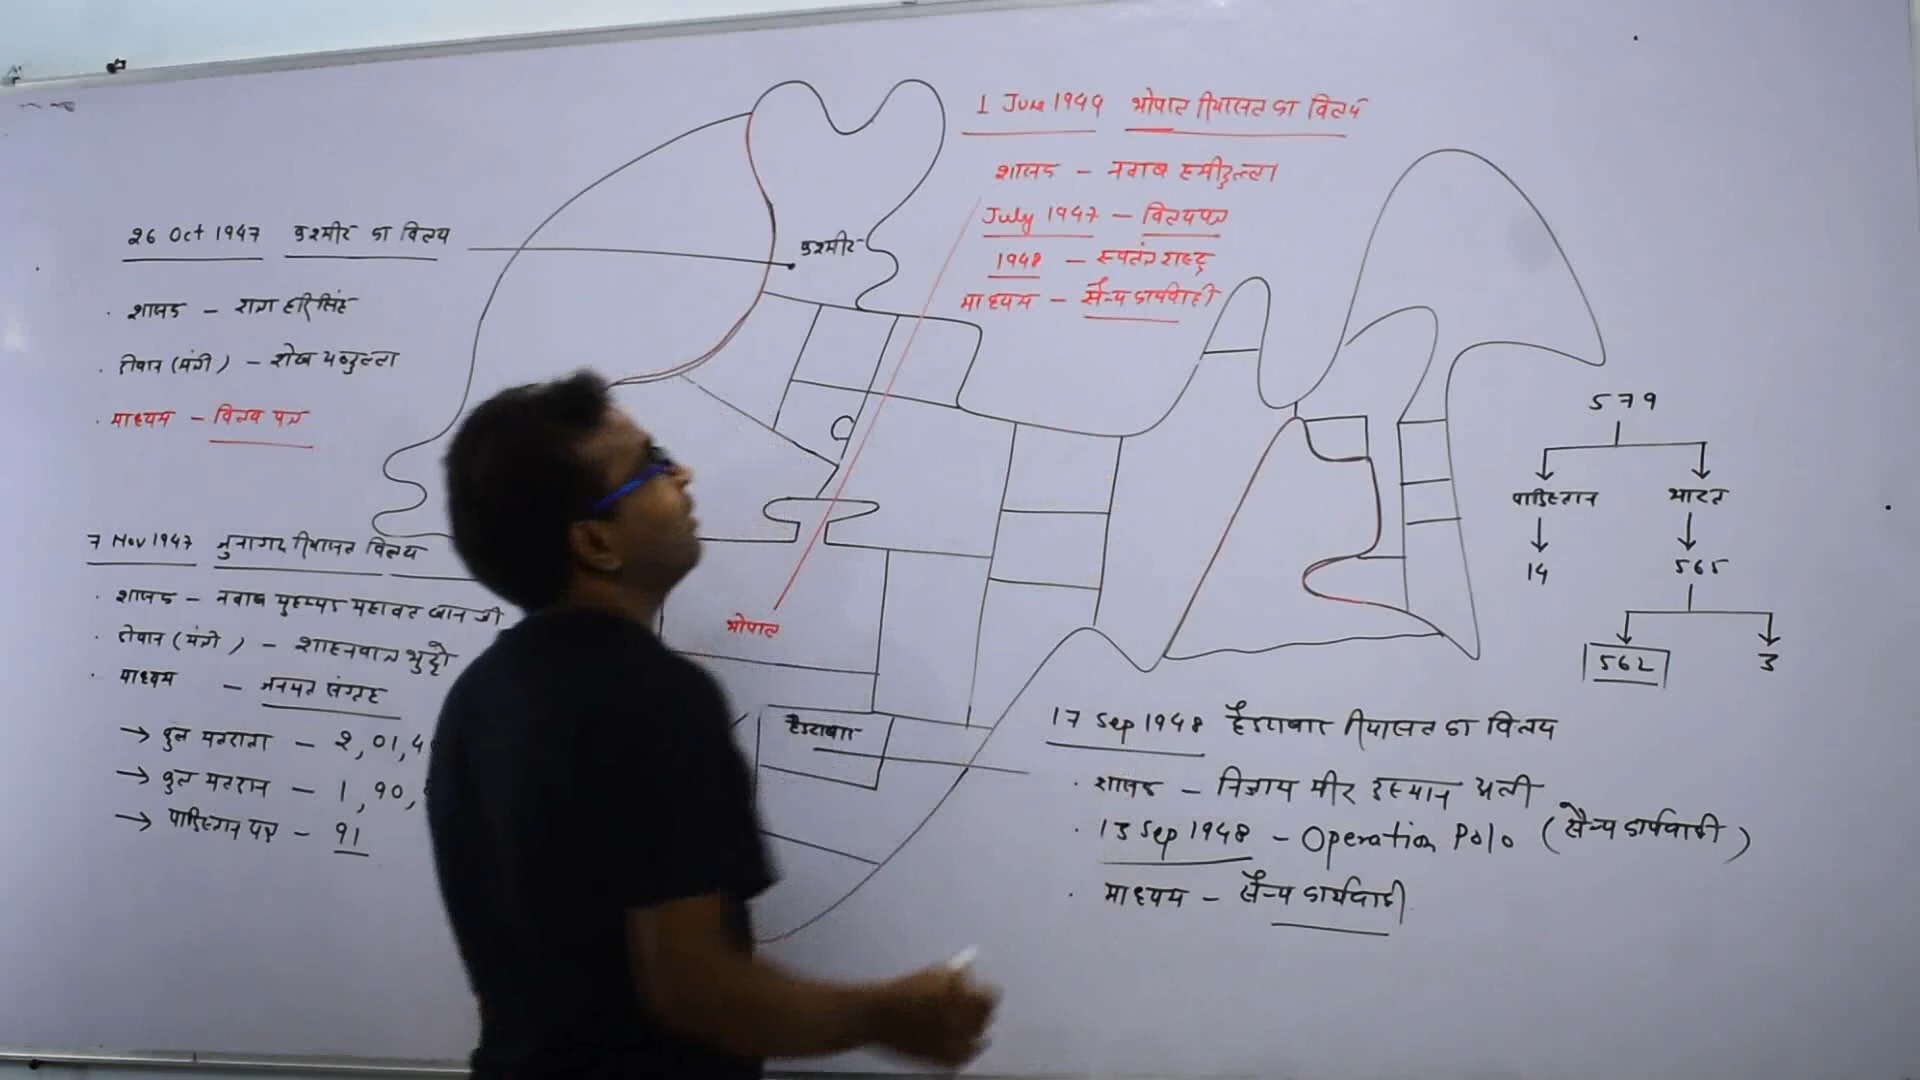 1 June 1949 भोपाल रियासत का विलय
शासक - नवाब हमीदुल्ला
July 1947 - विलयपत्र
1948 - स्वतंत्र राष्ट्र
माध्यम - सैन्य कार्यवाही
26 Oct 1947 कश्मीर का विलय
· शासक - राजा हरिसिंह
· दीवान (मंत्री) - शेख अब्दुल्ला
· माध्यम - विलय पत्र
कश्मीर
7 Nov 1947 जुनागढ रियासत विलय
· शासक - नवाब मुहम्मद महावत खान जी
· दीवान (मंत्री) - शाहनवाज भुट्टो
· माध्यम - जनमत संग्रह
→ कुल मतदाता - 2,01,4
→ कुल मतदान - 1,90,
→ पाकिस्तान पक्ष - 91
भोपाल
हैदराबाद
579
पाकिस्तान भारत
14 565
562 3
17 Sep 1948 हैदराबाद रियासत का विलय
· शासक - निजाम मीर उस्मान अली
· 13 Sep 1948 - Operation Polo (सैन्य कार्यवाही)
· माध्यम - सैन्य कार्यवाही